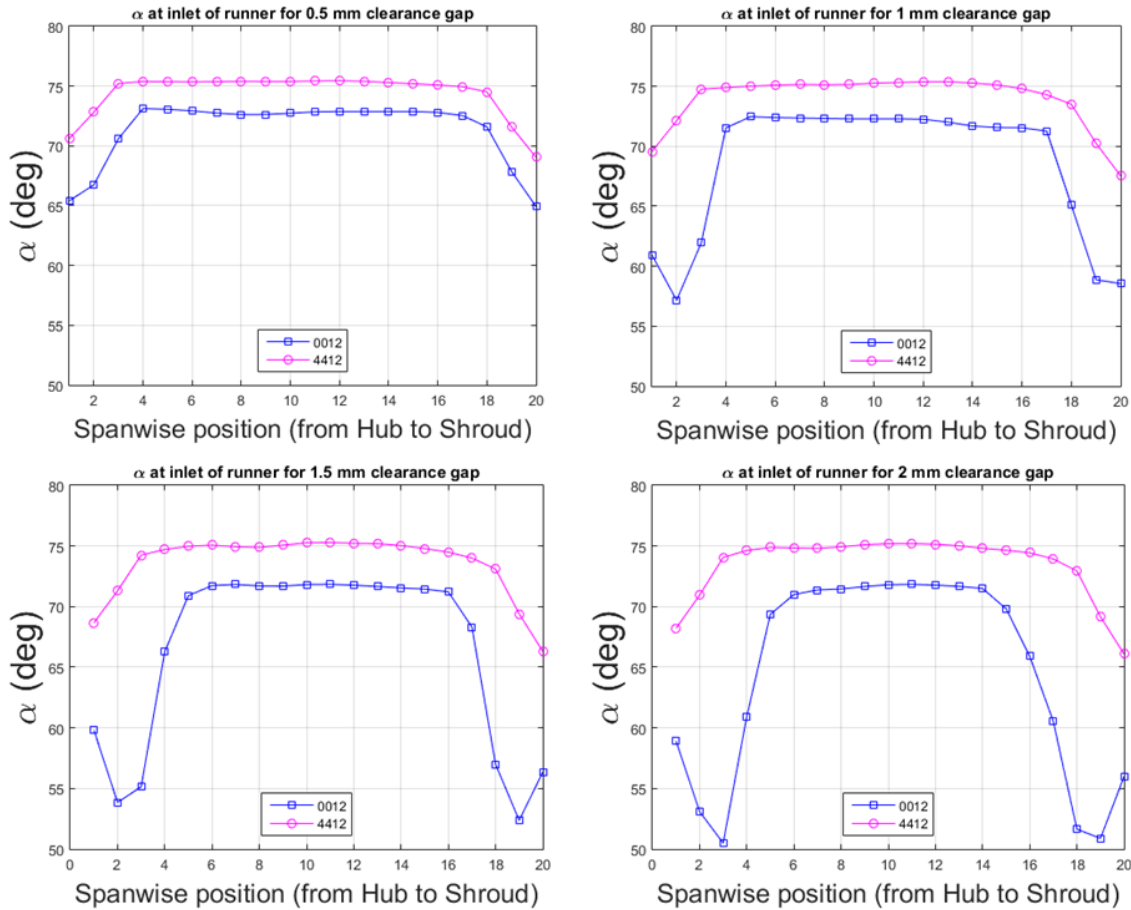 α at inlet of runner for 0.5 mm clearance gap
80
75
70
65
60
55
50
α (deg)
0012
4412
2 4 6 8 10 12 14 16 18 20
Spanwise position (from Hub to Shroud)
α at inlet of runner for 1 mm clearance gap
80
75
70
65
60
55
50
α (deg)
0012
4412
2 4 6 8 10 12 14 16 18 20
Spanwise position (from Hub to Shroud)
α at inlet of runner for 1.5 mm clearance gap
80
75
70
65
60
55
50
α (deg)
0012
4412
0 2 4 6 8 10 12 14 16 18 20
Spanwise position (from Hub to Shroud)
α at inlet of runner for 2 mm clearance gap
80
75
70
65
60
55
50
α (deg)
0012
4412
0 2 4 6 8 10 12 14 16 18 20
Spanwise position (from Hub to Shroud)